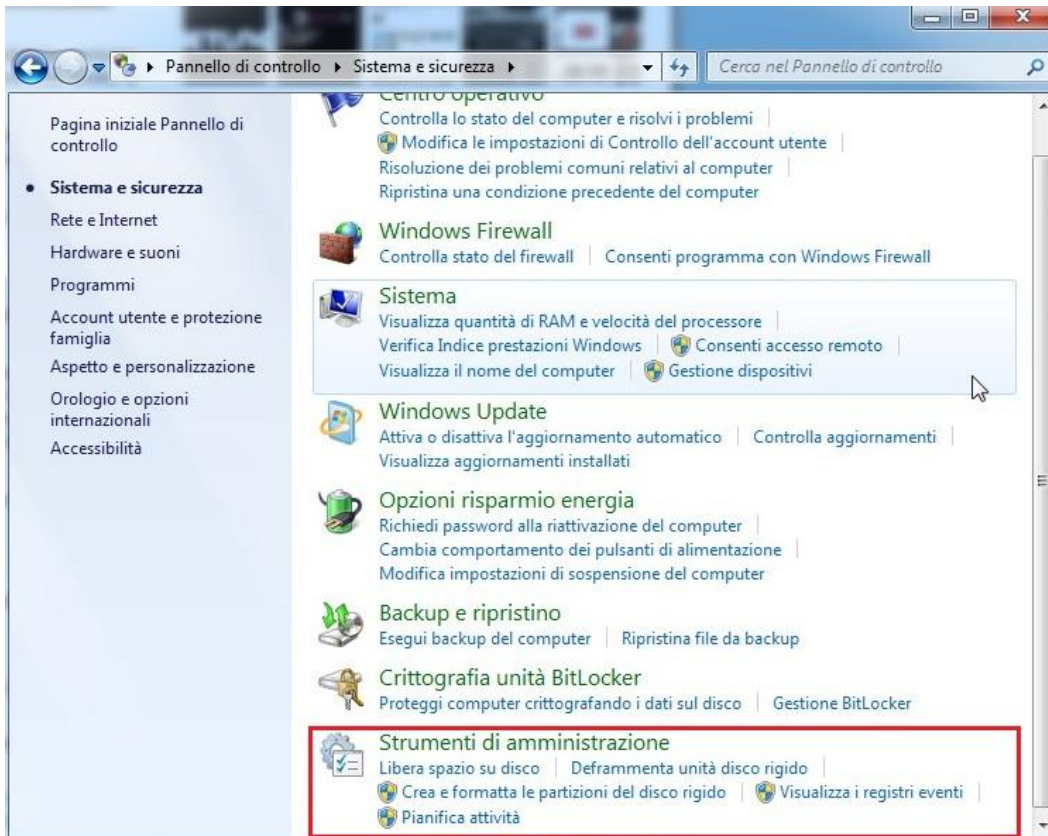 Pannello di controllo Sistema e sicurezza
Cerca nel Pannello di controllo
Pagina iniziale Pannello di
controllo
Sistema e sicurezza
Rete e Internet
Hardware e suoni
Programmi
Account utente e protezione
famiglia
Aspetto e personalizzazione
Orologio e opzioni
internazionali
Accessibilità
Centro operativo
Controlla lo stato del computer e risolvi i problemi
Modifica le impostazioni di Controllo dell'account utente
Risoluzione dei problemi comuni relativi al computer
Ripristina una condizione precedente del computer
Windows Firewall
Controlla stato del firewall Consenti programma con Windows Firewall
Sistema
Visualizza quantità di RAM e velocità del processore
Verifica Indice prestazioni Windows Consenti accesso remoto
Visualizza il nome del computer Gestione dispositivi
Windows Update
Attiva o disattiva l'aggiornamento automatico Controlla aggiornamenti
Visualizza aggiornamenti installati
Opzioni risparmio energia
Richiedi password alla riattivazione del computer
Cambia comportamento dei pulsanti di alimentazione
Modifica impostazioni di sospensione del computer
Backup e ripristino
Esegui backup del computer Ripristina file da backup
Crittografia unità BitLocker
Proteggi computer crittografando i dati sul disco Gestione BitLocker
Strumenti di amministrazione
Libera spazio su disco Deframmenta unità disco rigido
Crea e formatta le partizioni del disco rigido Visualizza i registri eventi
Pianifica attività